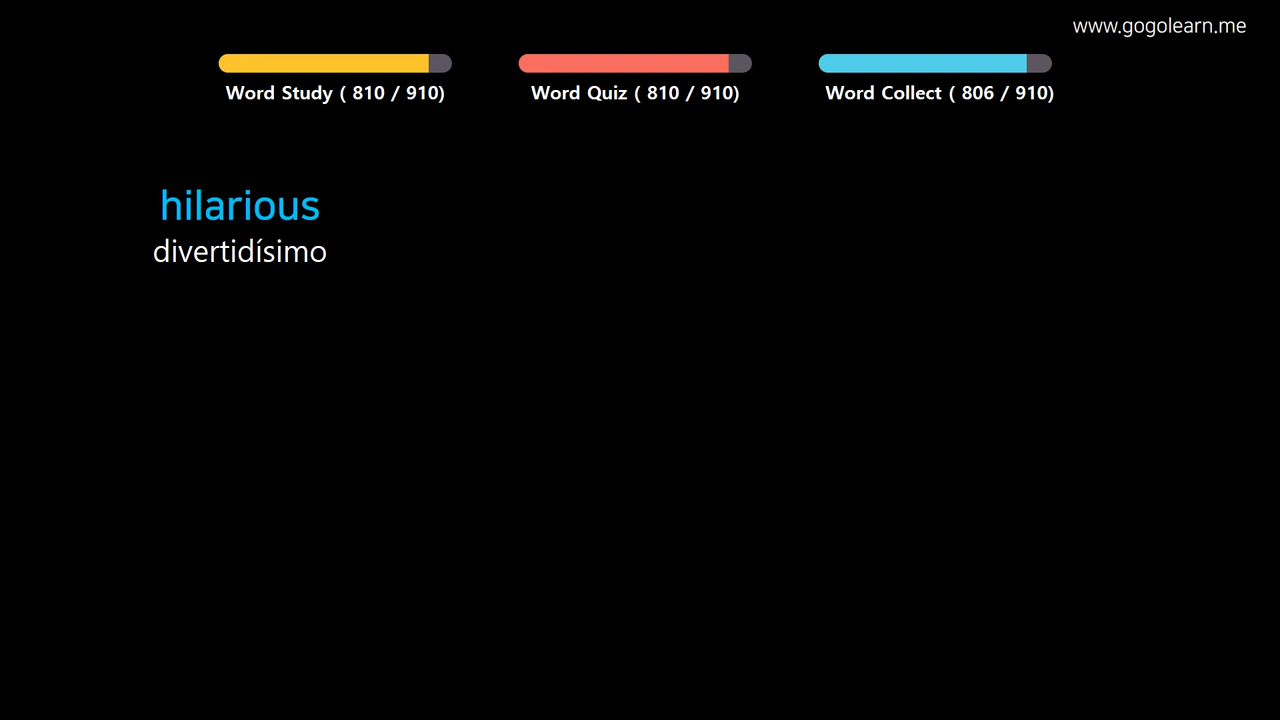 www.gogolearn.me
Word Study ( 810 / 910)
Word Quiz ( 810 / 910)
Word Collect ( 806 / 910)
hilarious
divertidísimo